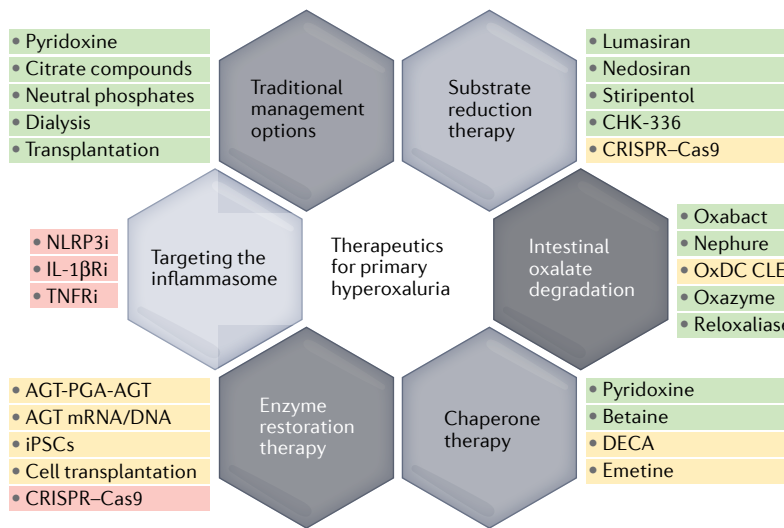 Pyridoxine
Citrate compounds
Neutral phosphates
Dialysis
Transplantation
Traditional
management
options
Substrate
reduction
therapy
Lumasiran
Nedosiran
Stiripentol
CHK-336
CRISPR–Cas9
NLRP3i
IL-1βRi
TNFRi
Targeting the
inflammasome
Therapeutics
for primary
hyperoxaluria
Intestinal
oxalate
degradation
Oxabact
Nephure
OxDC CLE
Oxazyme
Reloxaliase
AGT-PGA-AGT
AGT mRNA/DNA
iPSCs
Cell transplantation
CRISPR–Cas9
Enzyme
restoration
therapy
Chaperone
therapy
Pyridoxine
Betaine
DECA
Emetine